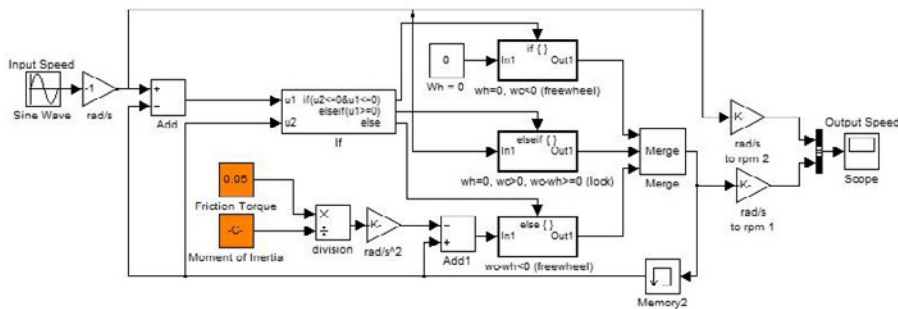 Input Speed
Sine Wave
-1
rad/s
+
−
Add
u1 if(u2<=0&u1<=0)
elseif(u1>=0)
u2 else
If
0
Wh = 0
if { }
In1 Out1
wh=0, wc<0 (freewheel)
elseif { }
In1 Out1
wh=0, wc>0, wc-wh>=0 (lock)
else { }
In1 Out1
wc-wh<0 (freewheel)
Merge
Merge
K-
rad/s
to rpm 2
K-
rad/s
to rpm 1
Output Speed
Scope
0.05
Friction Torque
-C-
Moment of Inertia
×
÷
division
K-
rad/s^2
−
+
Add1
Memory2